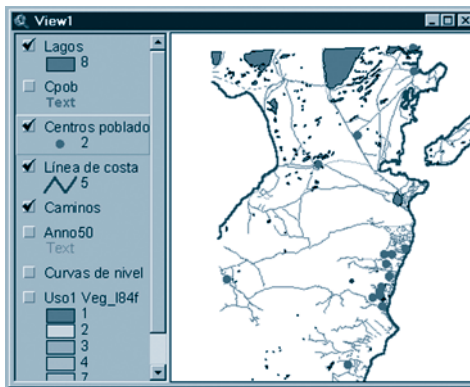 View1
Lagos
8
Cpob
Text
Centros poblado
2
Línea de costa
5
Caminos
Anno50
Text
Curvas de nivel
Uso1 Veg_I84f
1
2
3
4
7